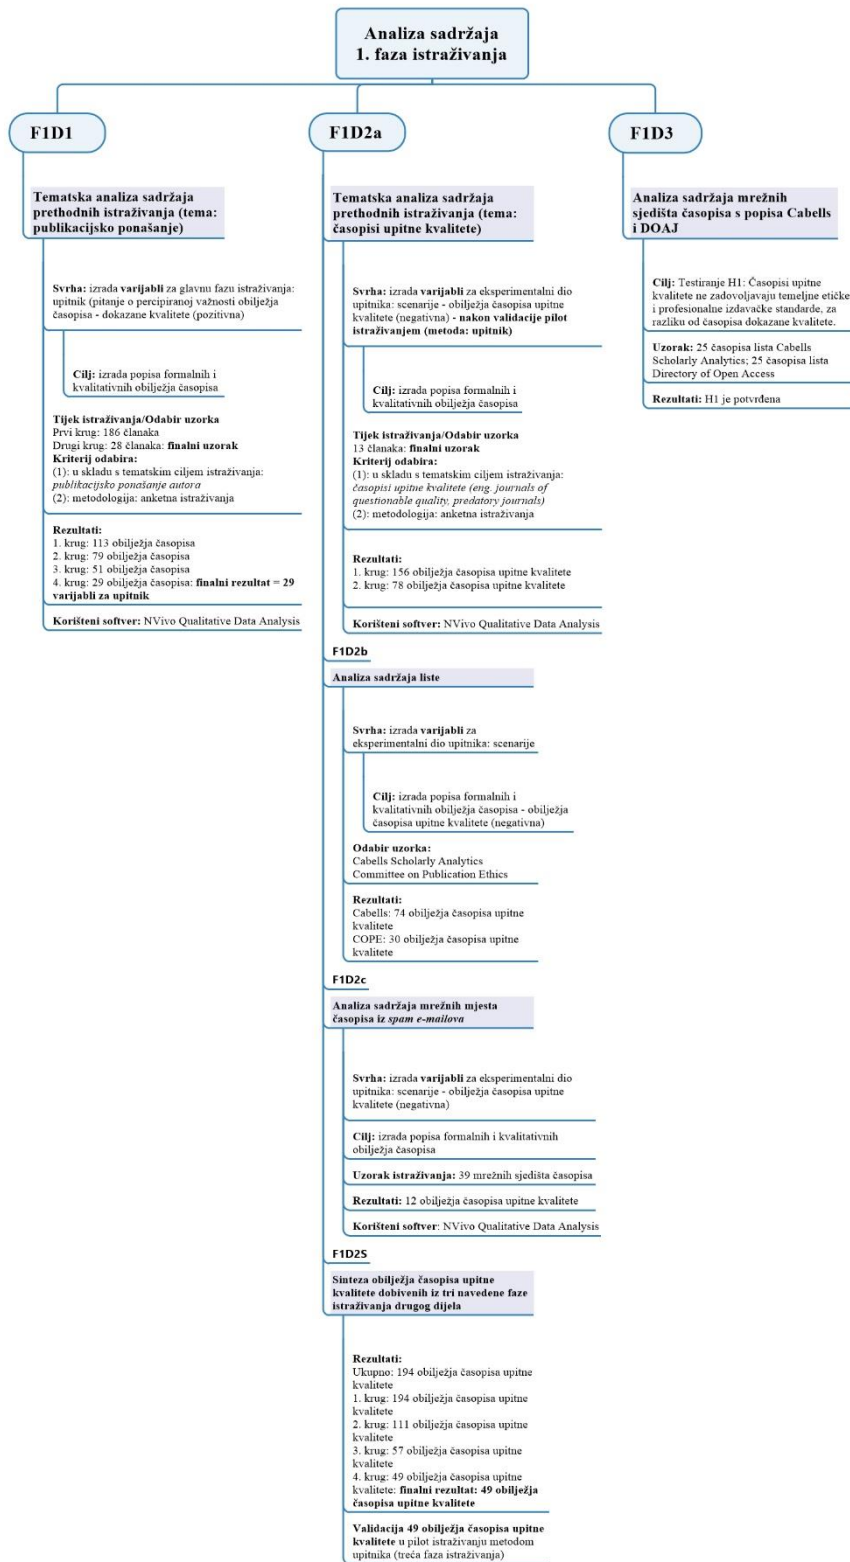 Analiza sadržaja
1. faza istraživanja
F1D1
Tematska analiza sadržaja
prethodnih istraživanja (tema:
publikacijsko ponašanje)
Svrha: izrada varijabli za glavnu fazu istraživanja:
upitnik (pitanje o percipiranoj važnosti obilježja
časopisa - dokazane kvalitete (pozitivna)
Cilj: izrada popisa formalnih i
kvalitativnih obilježja časopisa
Tijek istraživanja/Odabir uzorka
Prvi krug: 186 članaka
Drugi krug: 28 članaka: finalni uzorak
Kriterij odabira:
(1): u skladu s tematskim ciljem istraživanja:
publikacijsko ponašanje autora
(2): metodologija: anketna istraživanja
Rezultati:
1. krug: 113 obilježja časopisa
2. krug: 79 obilježja časopisa
3. krug: 51 obilježja časopisa
4. krug: 29 obilježja časopisa: finalni rezultat = 29
varijabli za upitnik
Korišteni softver: NVivo Qualitative Data Analysis
F1D2a
Tematska analiza sadržaja
prethodnih istraživanja (tema:
časopisi upitne kvalitete)
Svrha: izrada varijabli za eksperimentalni dio
upitnika: scenarije - obilježja časopisa upitne
kvalitete (negativna) - nakon validacije pilot
istraživanjem (metoda: upitnik)
Cilj: izrada popisa formalnih i
kvalitativnih obilježja časopisa
Tijek istraživanja/Odabir uzorka
13 članaka: finalni uzorak
Kriterij odabira:
(1): u skladu s tematskim ciljem istraživanja:
časopisi upitne kvalitete (eng. journals of
questionable quality, predatory journals)
(2): metodologija: anketna istraživanja
Rezultati:
1. krug: 156 obilježja časopisa upitne kvalitete
2. krug: 78 obilježja časopisa upitne kvalitete
Korišteni softver: NVivo Qualitative Data Analysis
F1D2b
Analiza sadržaja liste
Svrha: izrada varijabli za
eksperimentalni dio upitnika: scenarije
Cilj: izrada popisa formalnih i
kvalitativnih obilježja časopisa - obilježja
časopisa upitne kvalitete (negativna)
Odabir uzorka:
Cabells Scholarly Analytics
Committee on Publication Ethics
Rezultati:
Cabells: 74 obilježja časopisa upitne
kvalitete
COPE: 30 obilježja časopisa upitne
kvalitete
F1D2c
Analiza sadržaja mrežnih mjesta
časopisa iz spam e-mailova
Svrha: izrada varijabli za eksperimentalni dio
upitnika: scenarije - obilježja časopisa upitne
kvalitete (negativna)
Cilj: izrada popisa formalnih i kvalitativnih
obilježja časopisa
Uzorak istraživanja: 39 mrežnih sjedišta časopisa
Rezultati: 12 obilježja časopisa upitne kvalitete
Korišteni softver: NVivo Qualitative Data Analysis
F1D2S
Sinteza obilježja časopisa upitne
kvalitete dobivenih iz tri navedene faze
istraživanja drugog dijela
Rezultati:
Ukupno: 194 obilježja časopisa upitne
kvalitete
1. krug: 194 obilježja časopisa upitne
kvalitete
2. krug: 111 obilježja časopisa upitne
kvalitete
3. krug: 57 obilježja časopisa upitne
kvalitete
4. krug: 49 obilježja časopisa upitne
kvalitete: finalni rezultat: 49 obilježja
časopisa upitne kvalitete
Validacija 49 obilježja časopisa upitne
kvalitete u pilot istraživanju metodom
upitnika (treća faza istraživanja)
F1D3
Analiza sadržaja mrežnih
sjedišta časopisa s popisa Cabells
i DOAJ
Cilj: Testiranje H1: Časopisi upitne
kvalitete ne zadovoljavaju temeljne etičke
i profesionalne izdavačke standarde, za
razliku od časopisa dokazane kvalitete.
Uzorak: 25 časopisa lista Cabells
Scholarly Analytics; 25 časopisa lista
Directory of Open Access
Rezultati: H1 je potvrđena